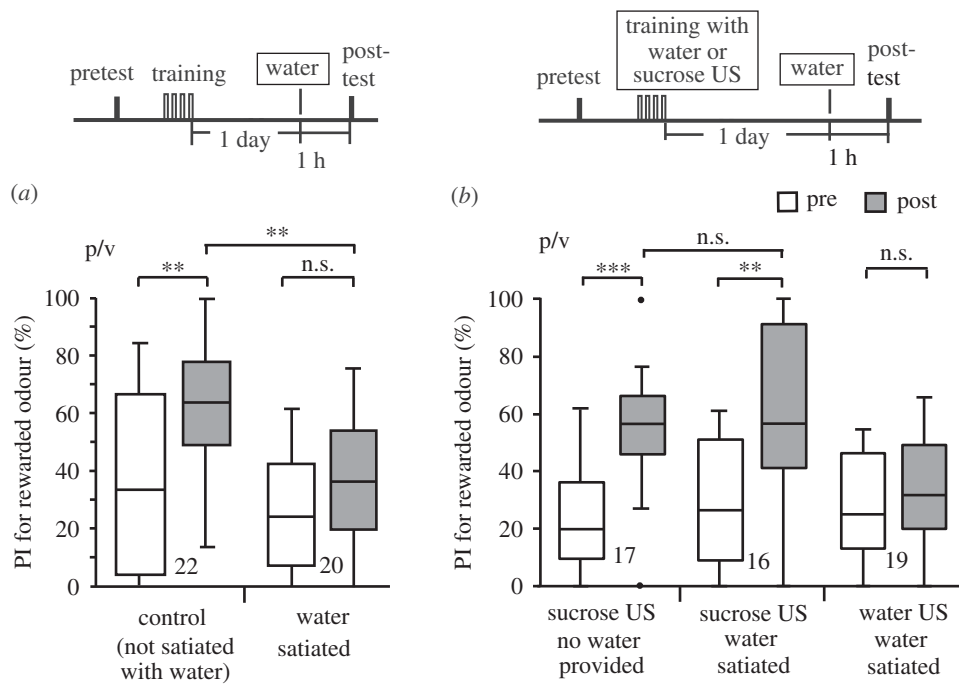 pretest training water post-
test
1 day
1 h
training with
water or
sucrose US
pretest water post-
test
1 day
1 h
(a)
p/v
** n.s.
**
PI for rewarded odour (%)
100
80
60
40
20
0
22 20
control
(not satiated
with water)
water
satiated
(b)
pre post
p/v
n.s.
*** ** n.s.
PI for rewarded odour (%)
100
80
60
40
20
0
17 16 19
sucrose US
no water
provided
sucrose US
water
satiated
water US
water
satiated